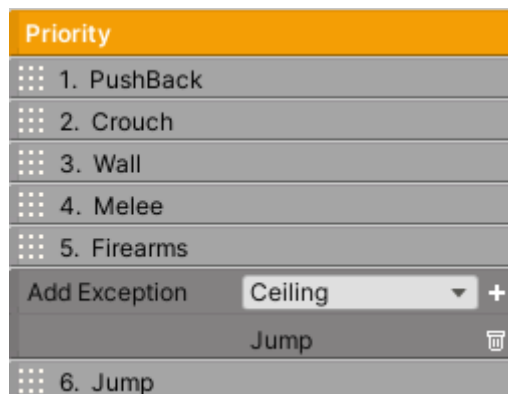 Priority
1. PushBack
2. Crouch
3. Wall
4. Melee
5. Firearms
Add Exception Ceiling
Jump
6. Jump